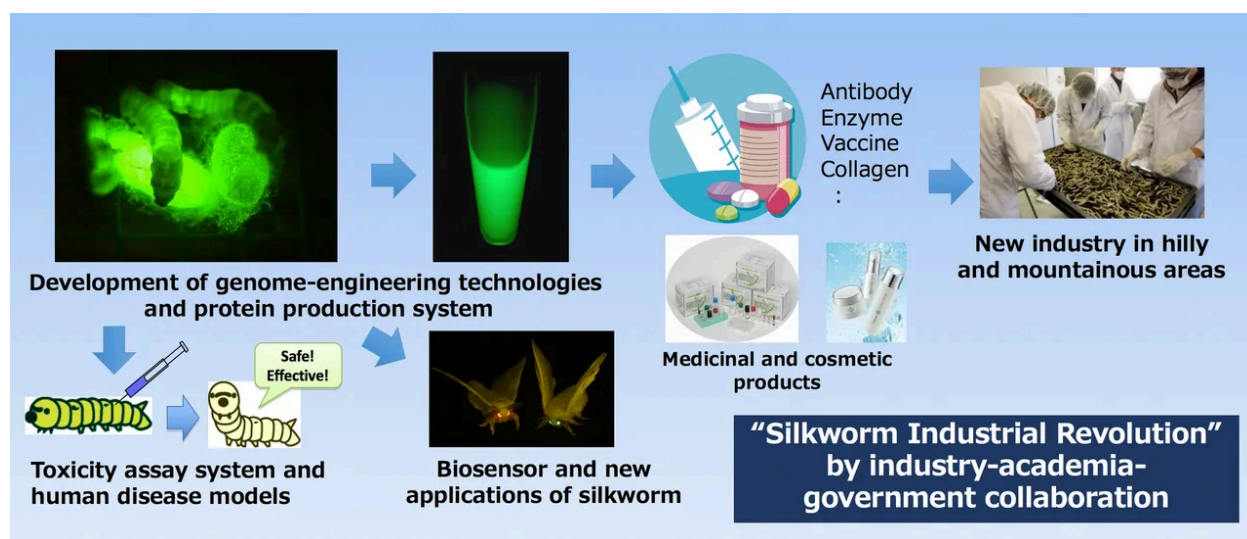 Antibody
Enzyme
Vaccine
Collagen
:
Development of genome-engineering technologies
and protein production system
New industry in hilly
and mountainous areas
Safe!
Effective!
Medicinal and cosmetic
products
Toxicity assay system and
human disease models
Biosensor and new
applications of silkworm
“Silkworm Industrial Revolution”
by industry-academia-
government collaboration